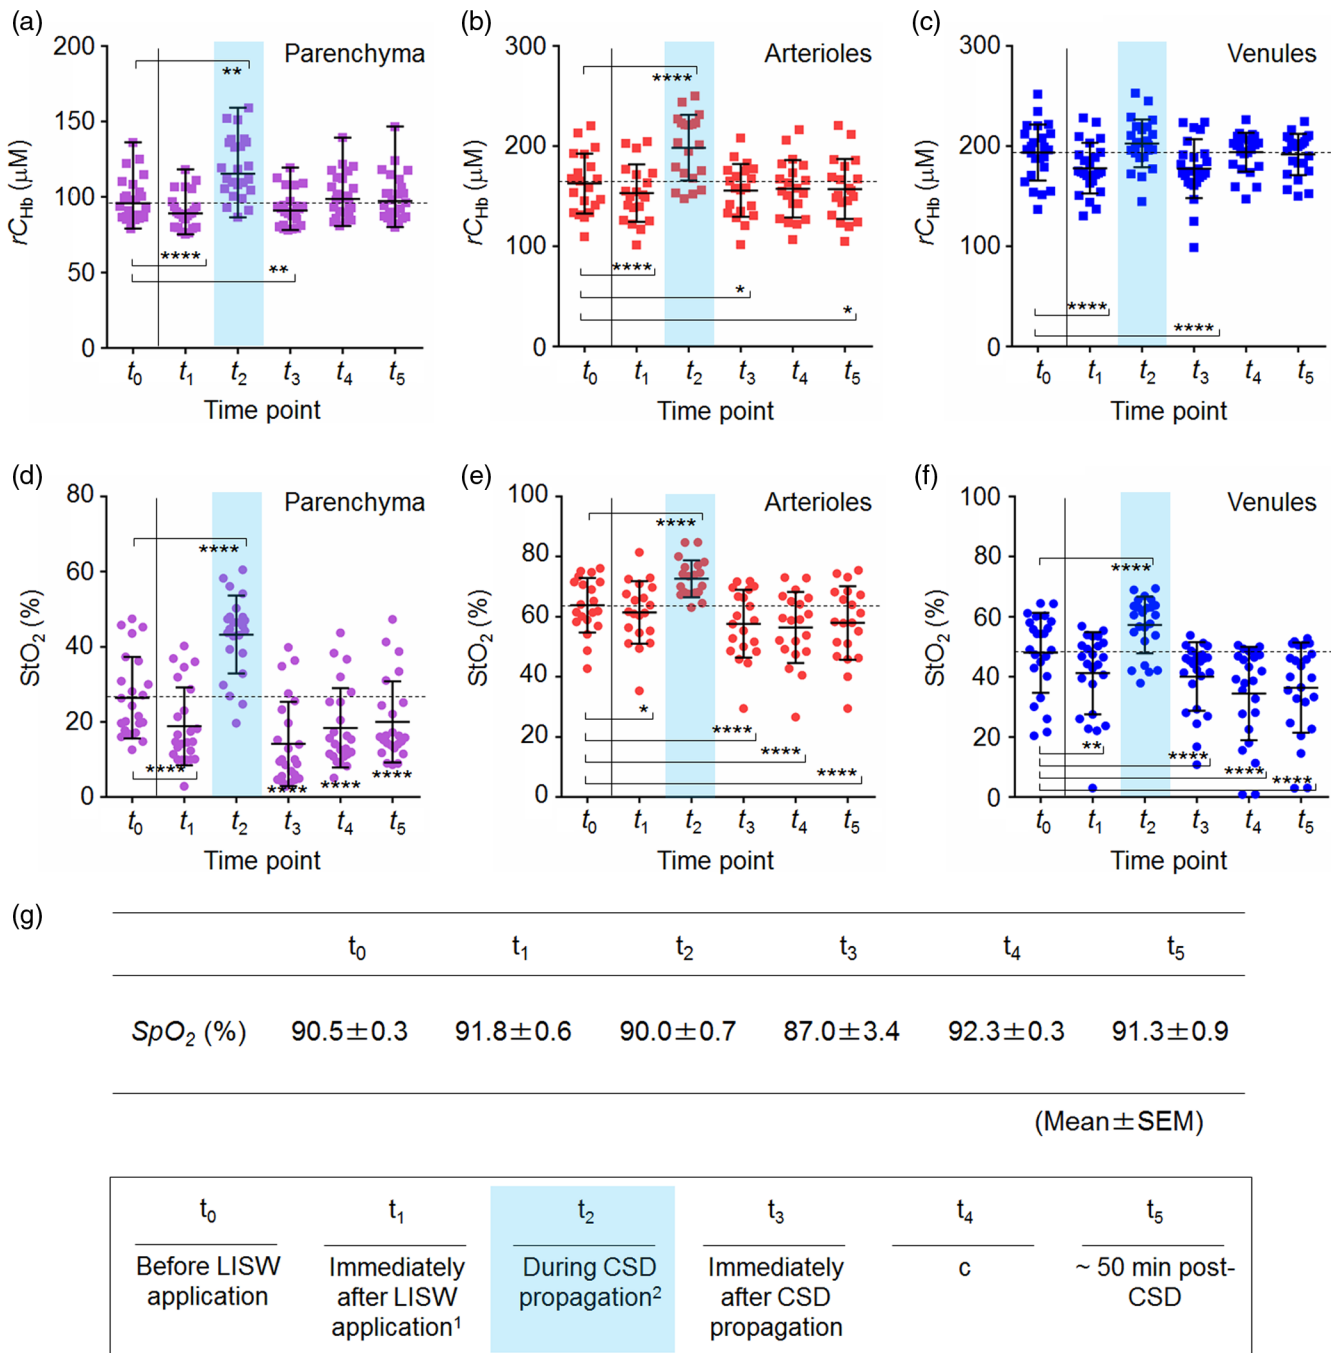 (a)
Parenchyma
200
150
100
50
0
rC_Hb (μM)
**
****
**
t0 t1 t2 t3 t4 t5
Time point
(b)
Arterioles
300
200
100
0
rC_Hb (μM)
****
****
*
*
t0 t1 t2 t3 t4 t5
Time point
(c)
Venules
300
200
100
0
rC_Hb (μM)
****
****
t0 t1 t2 t3 t4 t5
Time point
(d)
Parenchyma
80
60
40
20
0
StO2 (%)
****
****
****
****
****
t0 t1 t2 t3 t4 t5
Time point
(e)
Arterioles
100
80
60
40
20
0
StO2 (%)
****
*
****
****
****
t0 t1 t2 t3 t4 t5
Time point
(f)
Venules
100
80
60
40
20
0
StO2 (%)
****
**
****
****
****
t0 t1 t2 t3 t4 t5
Time point
(g)
t0 t1 t2 t3 t4 t5
SpO2 (%) 90.5±0.3 91.8±0.6 90.0±0.7 87.0±3.4 92.3±0.3 91.3±0.9
(Mean±SEM)
t0 t1 t2 t3 t4 t5
Before LISW Immediately During CSD Immediately c ~ 50 min post-
application after LISW propagation² after CSD CSD
application¹ propagation